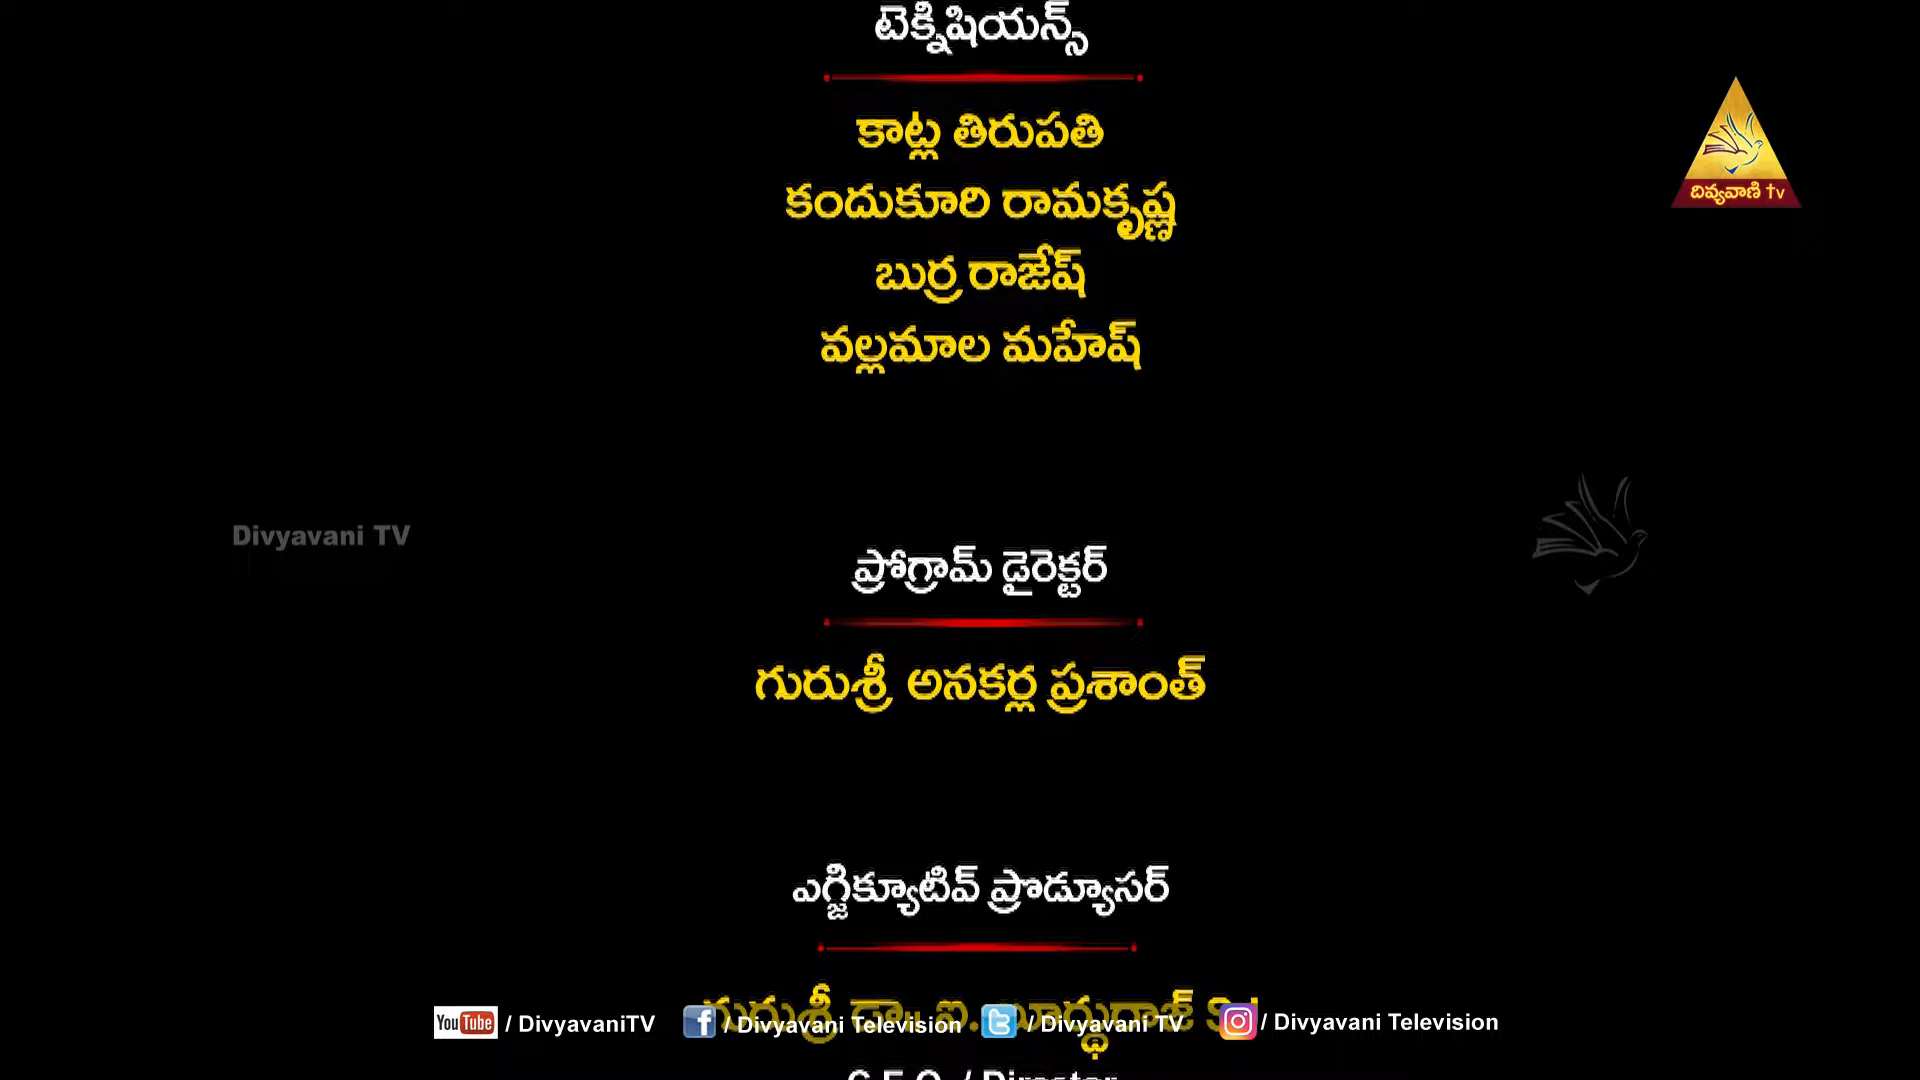 టెక్నిషియన్స్
కాట్ల తిరుపతి
కందుకూరి రామకృష్ణ
బుర్ర రాజేష్
వల్లమాల మహేష్
దివ్యవాణి tv
Divyavani TV
ప్రోగ్రామ్ డైరెక్టర్
గురుశ్రీ అనకర్ల ప్రశాంత్
ఎగ్జిక్యూటివ్ ప్రొడ్యూసర్
గురుశ్రీ డా॥ ఐ.
YouTube / DivyavaniTV f / Divyavani Television / Divyavani TV / Divyavani Television
C.E.O. / Director